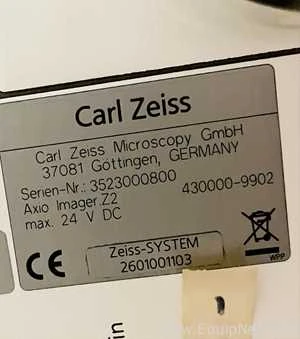 Carl Zeiss
Carl Zeiss Microscopy GmbH
37081 Göttingen, GERMANY
Serien-Nr.: 3523000800
Axio Imager.Z2 430000-9902
max. 24 V DC
CE
Zeiss-SYSTEM
2601001103
WPP
in